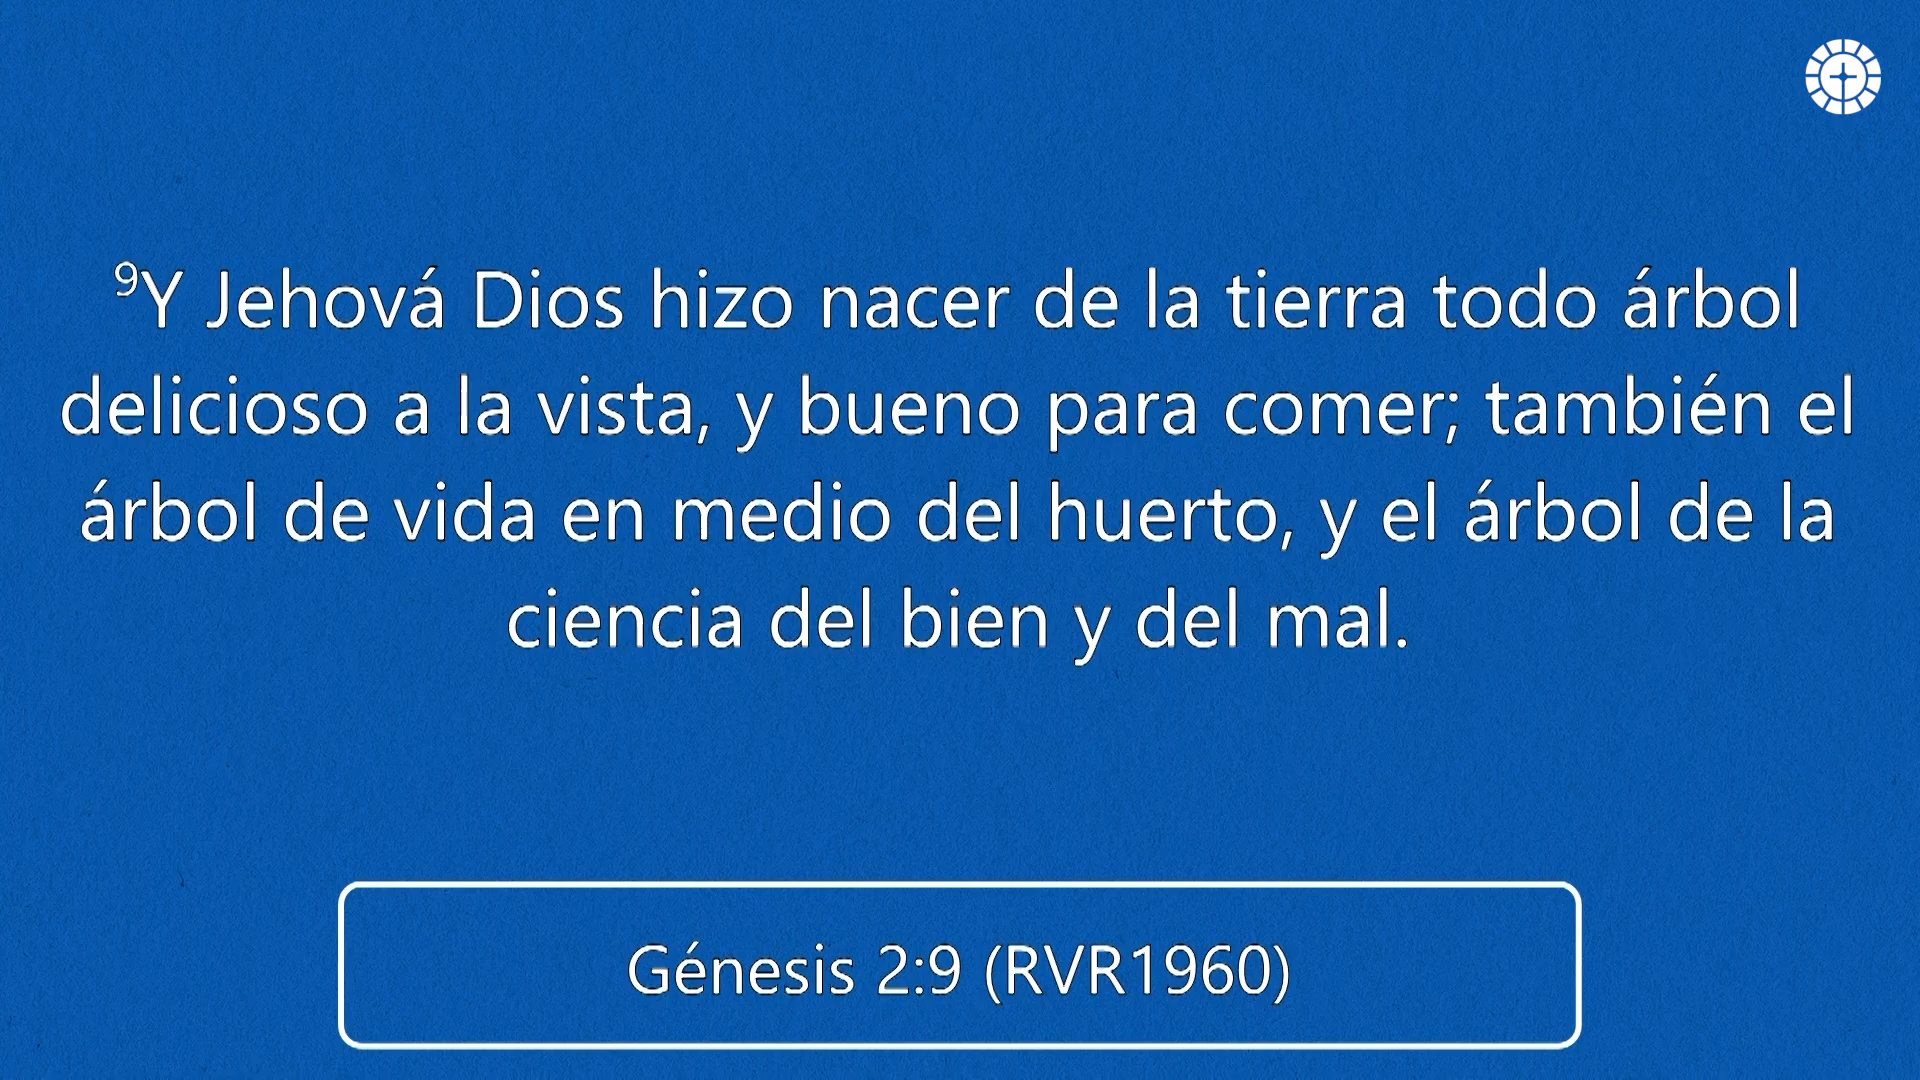 ⁹Y Jehová Dios hizo nacer de la tierra todo árbol
delicioso a la vista, y bueno para comer; también el
árbol de vida en medio del huerto, y el árbol de la
ciencia del bien y del mal.
Génesis 2:9 (RVR1960)